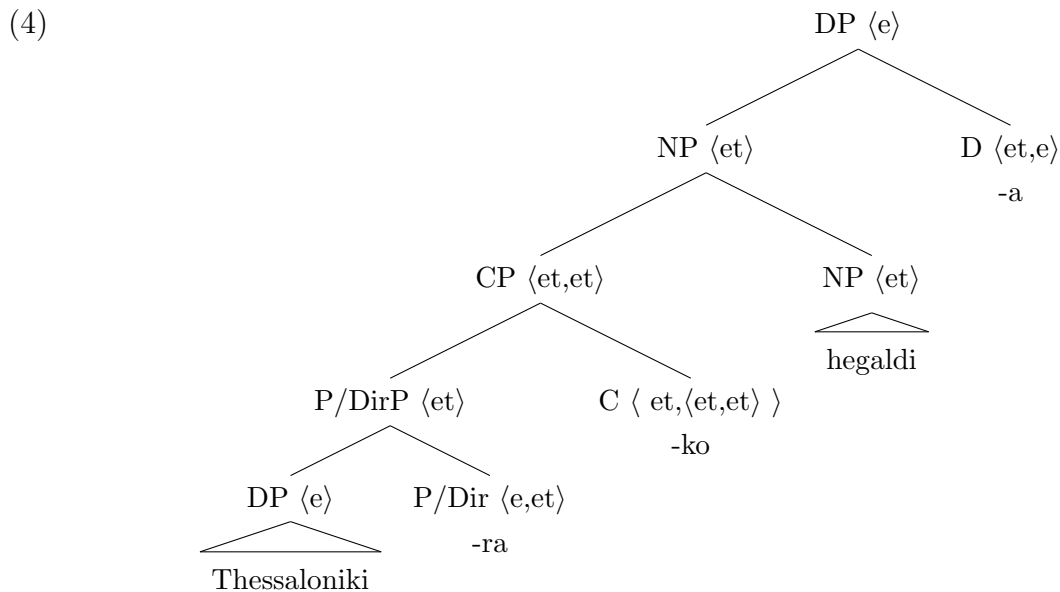 (4)
DP ⟨e⟩
NP ⟨et⟩ D ⟨et,e⟩
-a
CP ⟨et,et⟩ NP ⟨et⟩
hegaldi
P/DirP ⟨et⟩ C ⟨ et,⟨et,et⟩ ⟩
-ko
DP ⟨e⟩ P/Dir ⟨e,et⟩
-ra
Thessaloniki